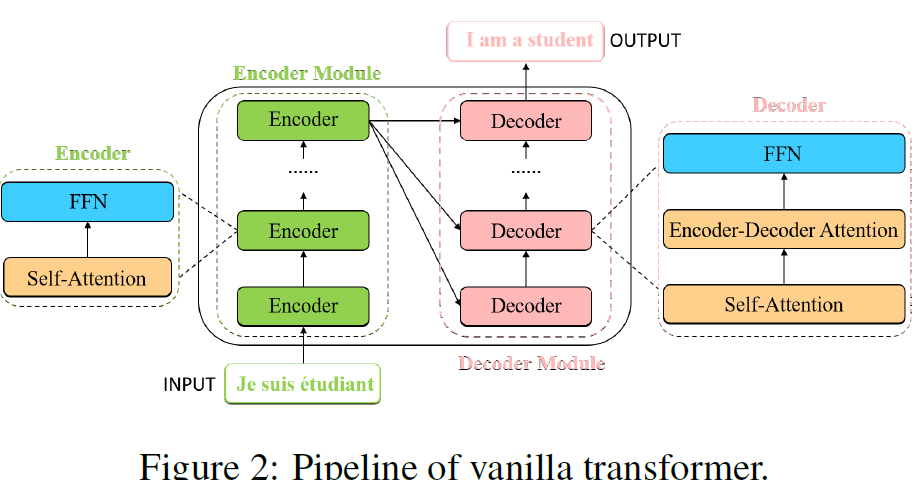 I am a student OUTPUT
Encoder Module
Decoder
Encoder
Encoder
Decoder
FFN
......
......
FFN
Encoder
Decoder
Encoder-Decoder Attention
Self-Attention
Encoder
Decoder
Self-Attention
Decoder Module
INPUT Je suis étudiant
Figure 2: Pipeline of vanilla transformer.